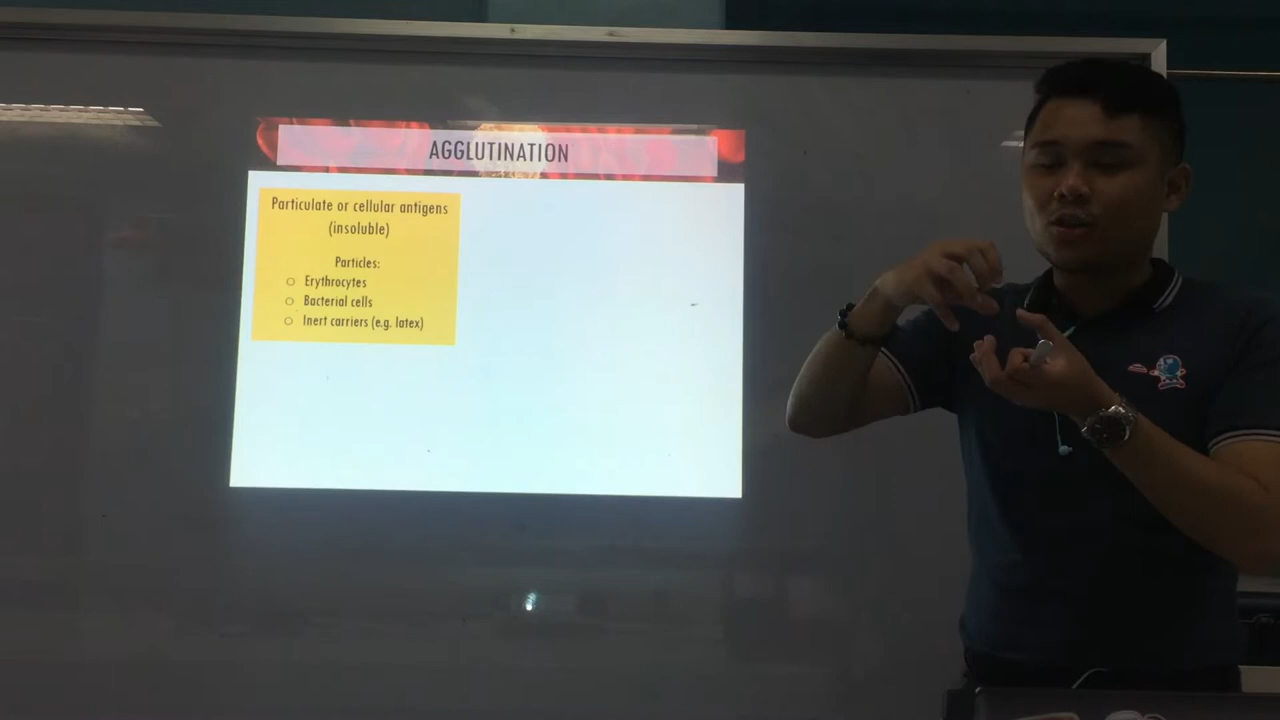 AGGLUTINATION
Particulate or cellular antigens
(insoluble)
Particles:
Erythrocytes
Bacterial cells
Inert carriers (e.g. latex)